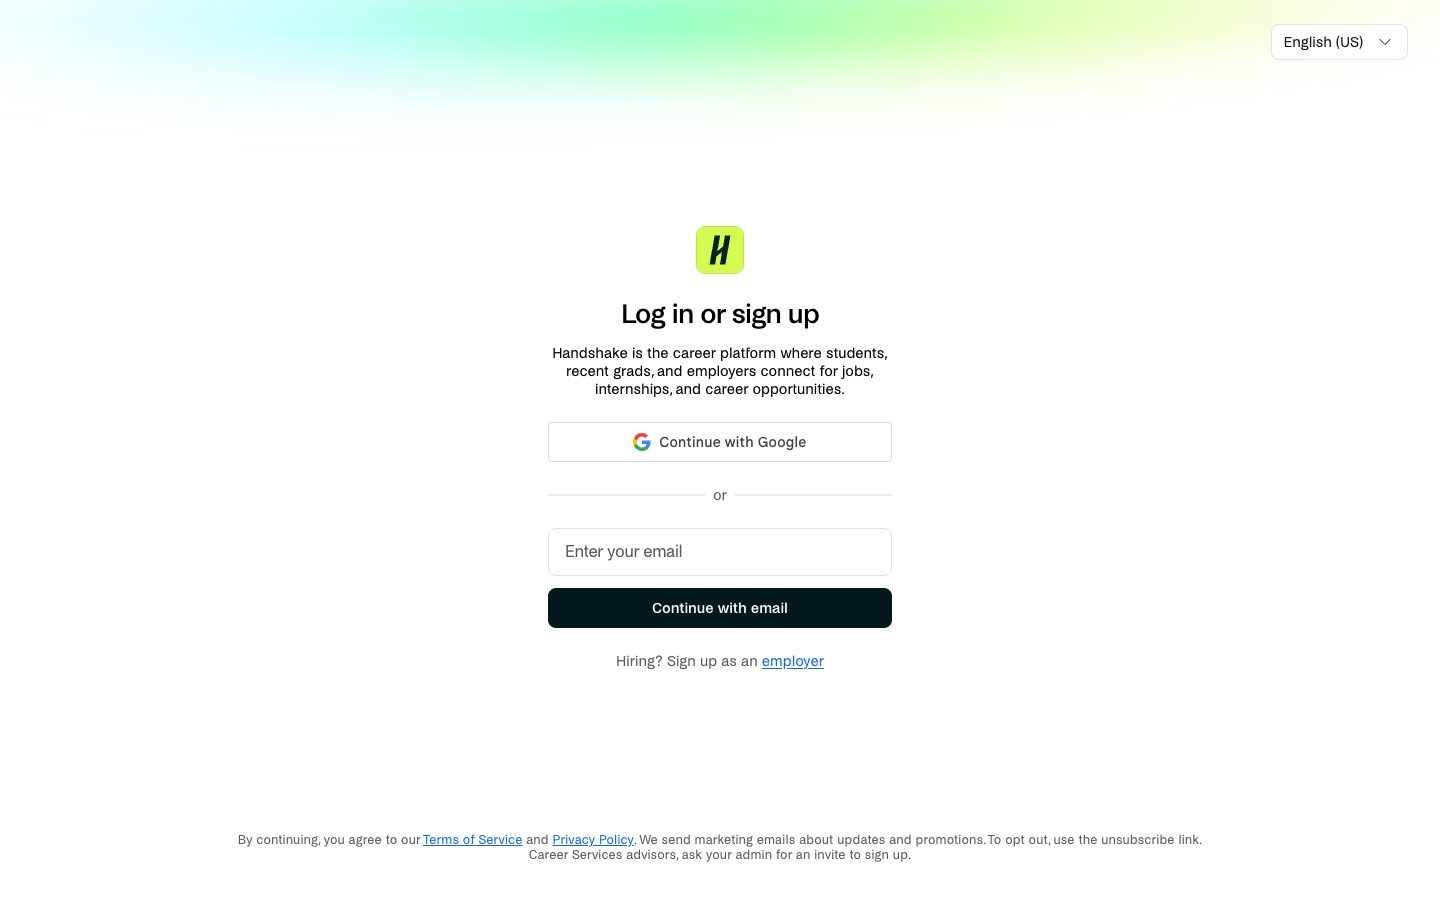 English (US)
H
Log in or sign up
Handshake is the career platform where students,
recent grads, and employers connect for jobs,
internships, and career opportunities.
Continue with Google
or
Enter your email
Continue with email
Hiring? Sign up as an employer
By continuing, you agree to our Terms of Service and Privacy Policy. We send marketing emails about updates and promotions. To opt out, use the unsubscribe link.
Career Services advisors, ask your admin for an invite to sign up.